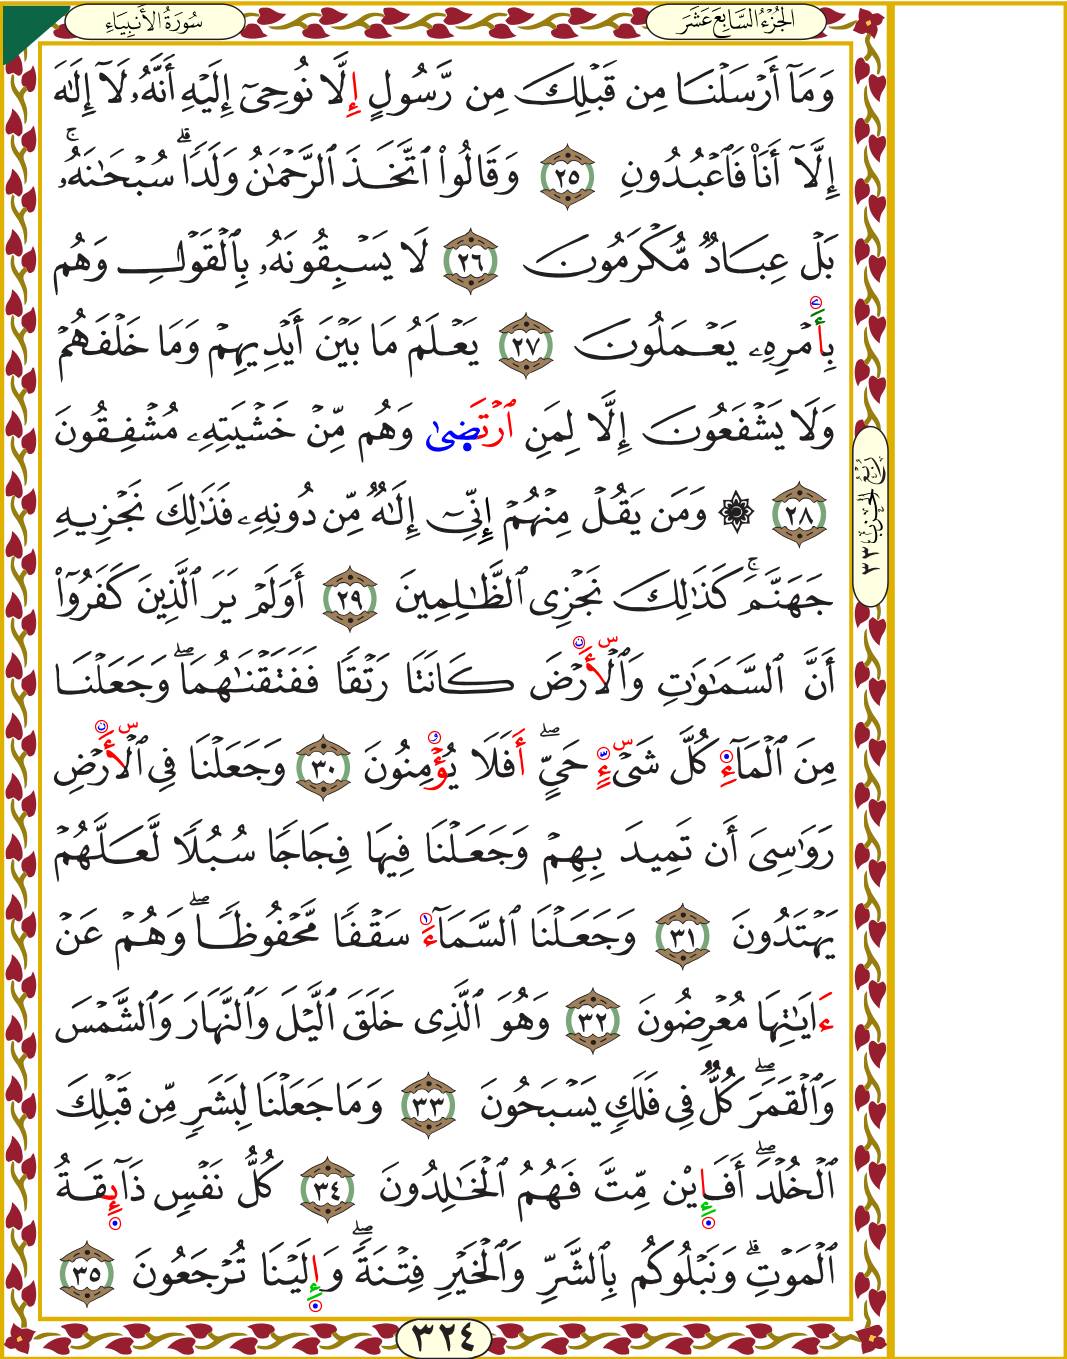 الجُزْءُ السَّابِعَ عَشَرَ
سُورَةُ الأَنبِيَاءِ
وَمَآ أَرۡسَلۡنَا مِن قَبۡلِكَ مِن رَّسُولٍ إِلَّا نُوحِيٓ إِلَيۡهِ أَنَّهُۥ لَآ إِلَٰهَ
إِلَّآ أَنَا۠ فَٱعۡبُدُونِ ٢٥ وَقَالُواْ ٱتَّخَذَ ٱلرَّحۡمَٰنُ وَلَدٗاۗ سُبۡحَٰنَهُۥۚ
بَلۡ عِبَادٞ مُّكۡرَمُونَ ٢٦ لَا يَسۡبِقُونَهُۥ بِٱلۡقَوۡلِ وَهُم
بِأَمۡرِهِۦ يَعۡمَلُونَ ٢٧ يَعۡلَمُ مَا بَيۡنَ أَيۡدِيهِمۡ وَمَا خَلۡفَهُمۡ
وَلَا يَشۡفَعُونَ إِلَّا لِمَنِ ٱرۡتَضِىٰ وَهُم مِّنۡ خَشۡيَتِهِۦ مُشۡفِقُونَ
٢٨ ۞ وَمَن يَقُلۡ مِنۡهُمۡ إِنِّيٓ إِلَٰهٞ مِّن دُونِهِۦ فَذَٰلِكَ نَجۡزِيهِ
جَهَنَّمَۚ كَذَٰلِكَ نَجۡزِي ٱلظَّٰلِمِينَ ٢٩ أَوَلَمۡ يَرَ ٱلَّذِينَ كَفَرُوٓاْ
أَنَّ ٱلسَّمَٰوَٰتِ وَٱلۡأَرۡضَ كَانَتَا رَتۡقٗا فَفَتَقۡنَٰهُمَاۖ وَجَعَلۡنَا
مِنَ ٱلۡمَآءِ كُلَّ شَيۡءٍ حَيٍّۖ أَفَلَا يُؤۡمِنُونَ ٣٠ وَجَعَلۡنَا فِي ٱلۡأَرۡضِ
رَوَٰسِيَ أَن تَمِيدَ بِهِمۡ وَجَعَلۡنَا فِيهَا فِجَاجٗا سُبُلٗا لَّعَلَّهُمۡ
يَهۡتَدُونَ ٣١ وَجَعَلۡنَا ٱلسَّمَآءَ سَقۡفٗا مَّحۡفُوظٗاۖ وَهُمۡ عَنۡ
ءَايَٰتِهَا مُعۡرِضُونَ ٣٢ وَهُوَ ٱلَّذِي خَلَقَ ٱلَّيۡلَ وَٱلنَّهَارَ وَٱلشَّمۡسَ
وَٱلۡقَمَرَۖ كُلّٞ فِي فَلَكٖ يَسۡبَحُونَ ٣٣ وَمَا جَعَلۡنَا لِبَشَرٖ مِّن قَبۡلِكَ
ٱلۡخُلۡدَۖ أَفَإِيْن مِّتَّ فَهُمُ ٱلۡخَٰلِدُونَ ٣٤ كُلُّ نَفۡسٖ ذَآئِقَةُ
ٱلۡمَوۡتِۗ وَنَبۡلُوكُم بِٱلشَّرِّ وَٱلۡخَيۡرِ فِتۡنَةٗۖ وَإِلَيۡنَا تُرۡجَعُونَ ٣٥
رُبْعُ الحِزْبِ ٣٣
٣٢٤